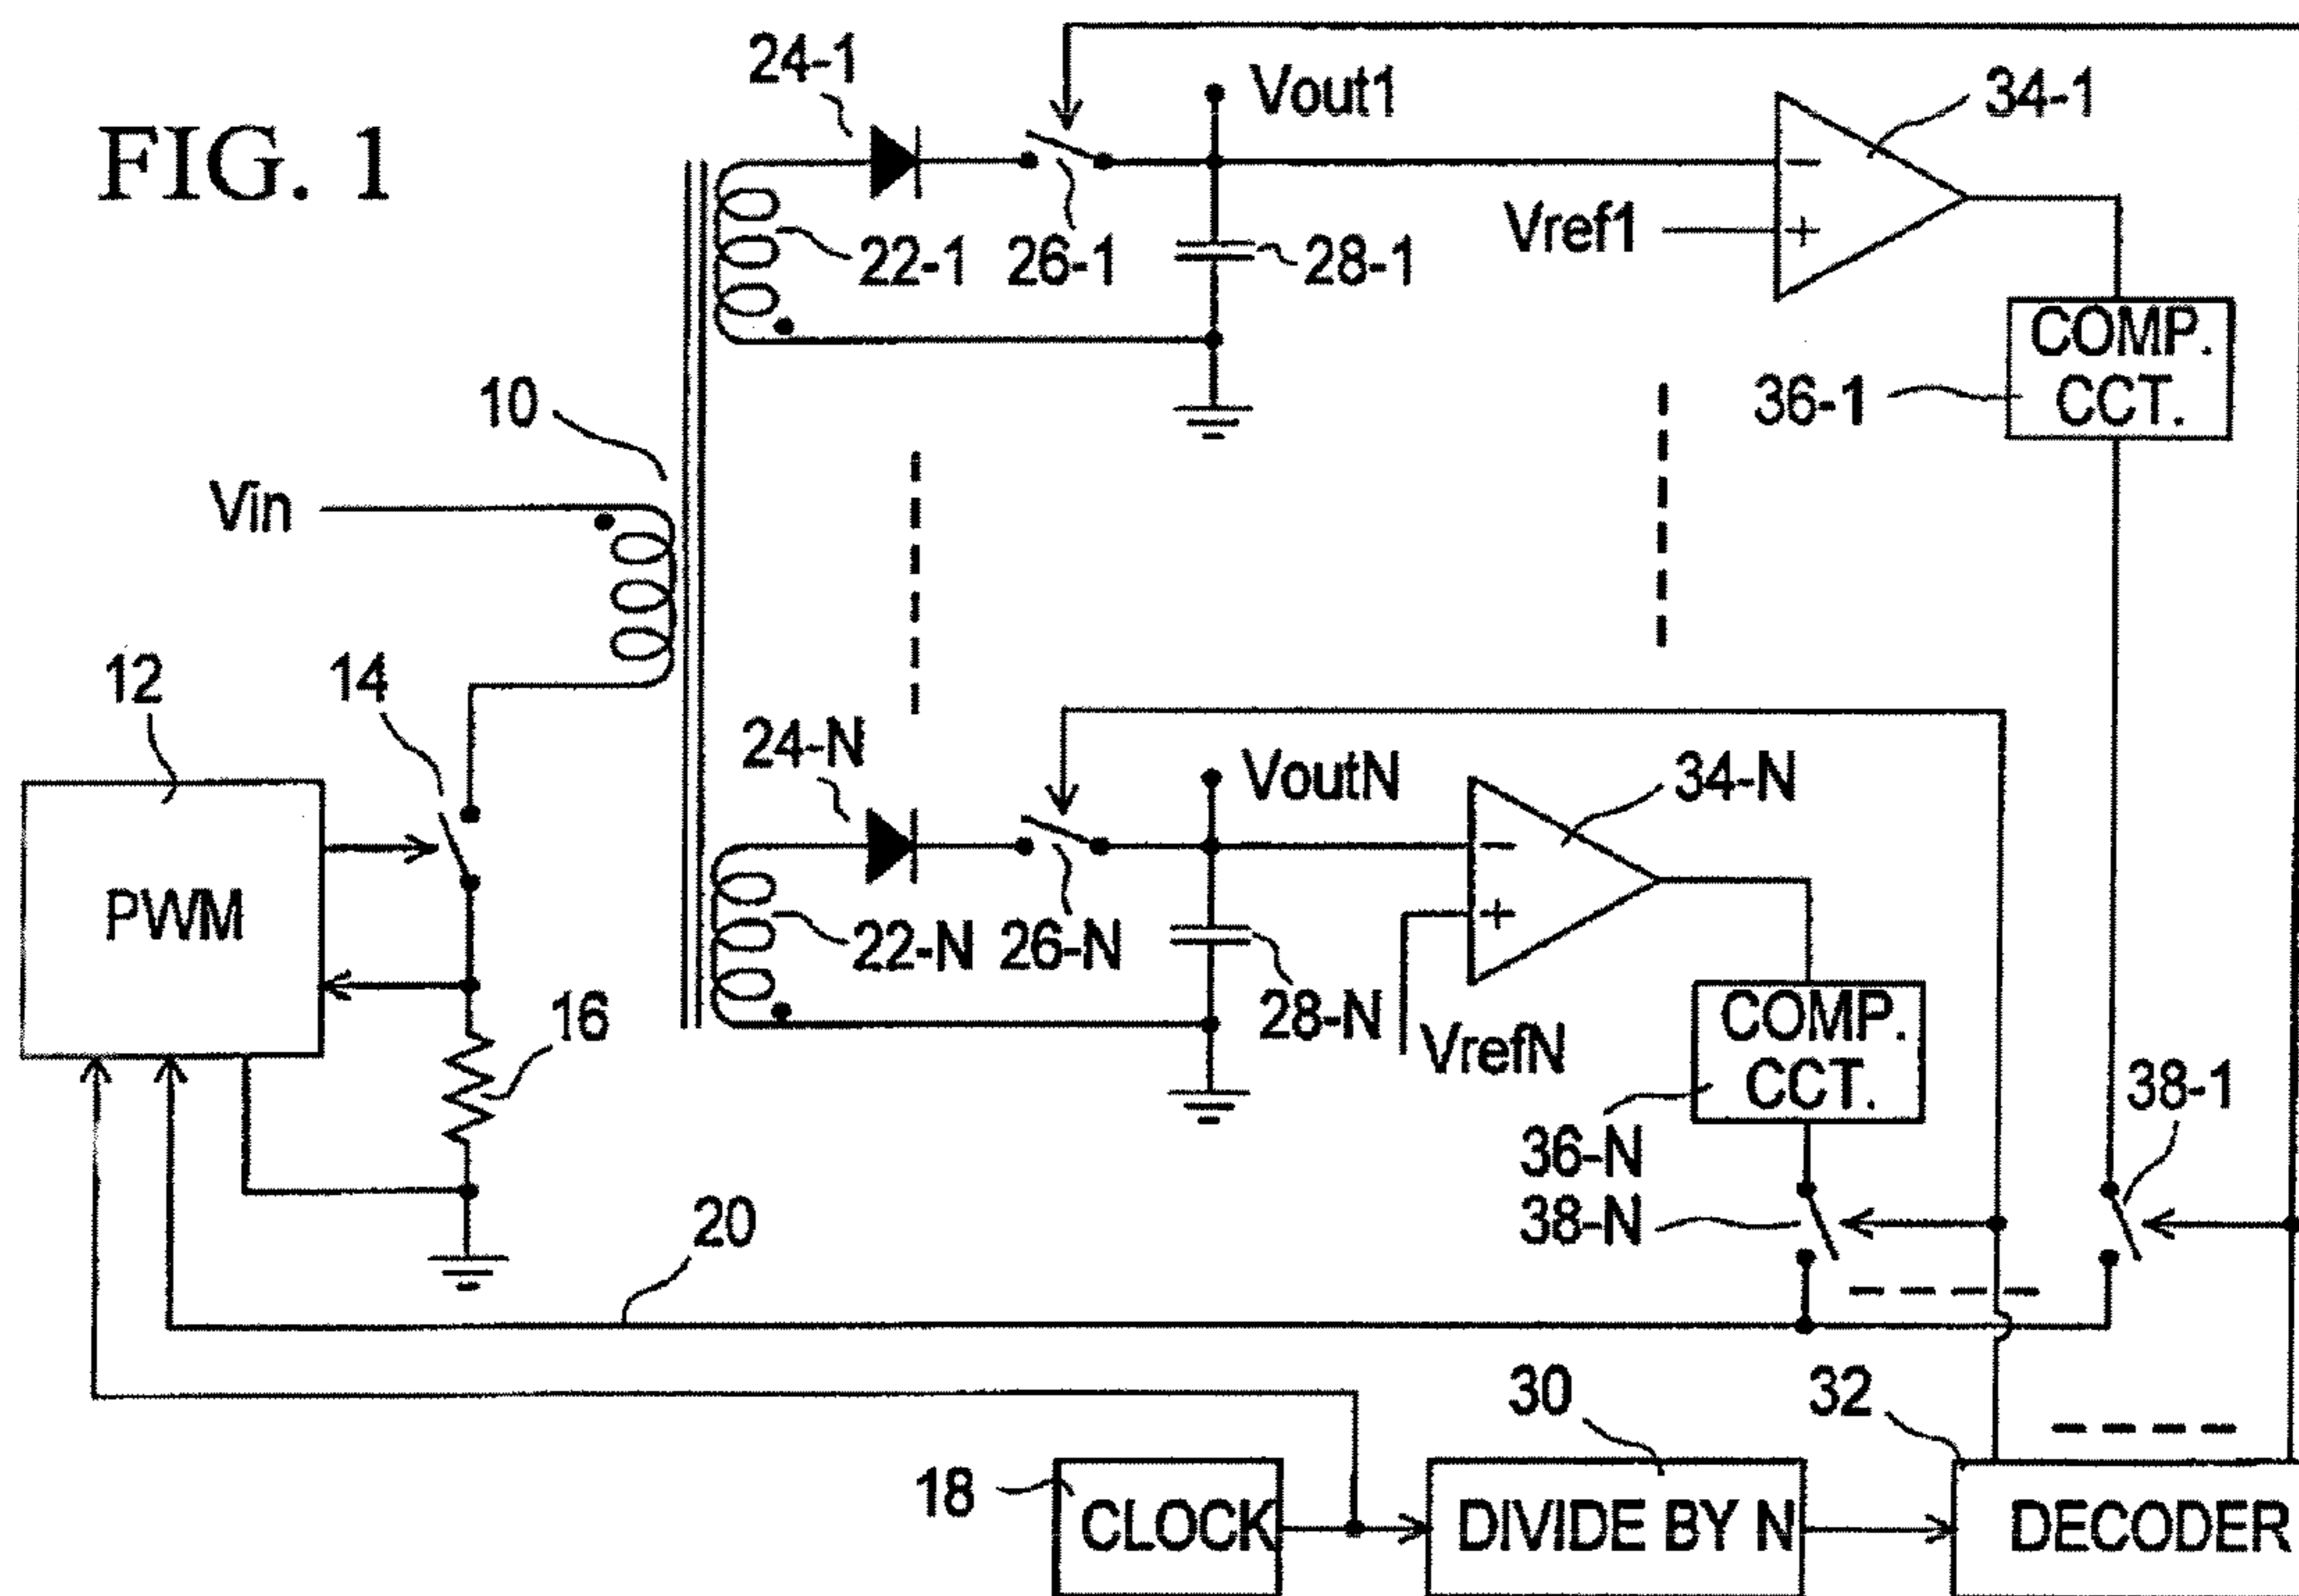 FIG. 1
24-1
Vout1
34-1
22-1
26-1
28-1
Vref1
−
+
COMP.
CCT.
36-1
10
Vin
12
14
24-N
VoutN
34-N
PWM
22-N
26-N
28-N
−
+
VrefN
16
COMP.
CCT.
36-N
38-N
38-1
20
30
32
18
CLOCK
DIVIDE BY N
DECODER